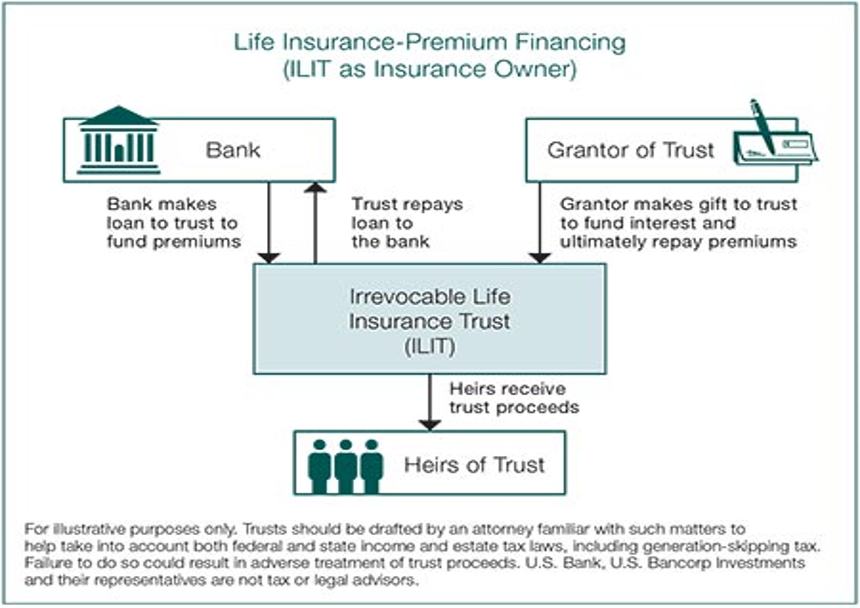 Life Insurance-Premium Financing
(ILIT as Insurance Owner)
Bank
Grantor of Trust
Bank makes
loan to trust to
fund premiums
Trust repays
loan to
the bank
Grantor makes gift to trust
to fund interest and
ultimately repay premiums
Irrevocable Life
Insurance Trust
(ILIT)
Heirs receive
trust proceeds
Heirs of Trust
For illustrative purposes only. Trusts should be drafted by an attorney familiar with such matters to
help take into account both federal and state income and estate tax laws, including generation-skipping tax.
Failure to do so could result in adverse treatment of trust proceeds. U.S. Bank, U.S. Bancorp Investments
and their representatives are not tax or legal advisors.